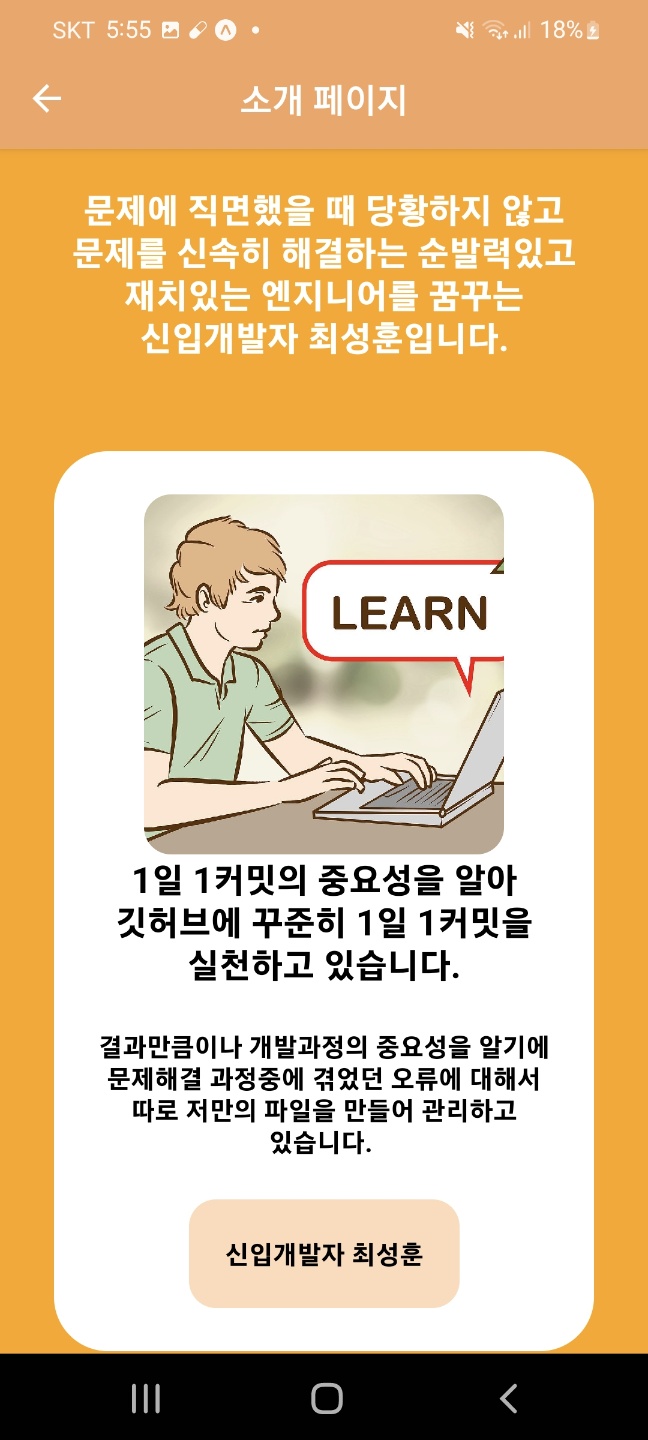 SKT 5:55
18%
소개 페이지
문제에 직면했을 때 당황하지 않고
문제를 신속히 해결하는 순발력있고
재치있는 엔지니어를 꿈꾸는
신입개발자 최성훈입니다.
LEARN
1일 1커밋의 중요성을 알아
깃허브에 꾸준히 1일 1커밋을
실천하고 있습니다.
결과만큼이나 개발과정의 중요성을 알기에
문제해결 과정중에 겪었던 오류에 대해서
따로 저만의 파일을 만들어 관리하고
있습니다.
신입개발자 최성훈